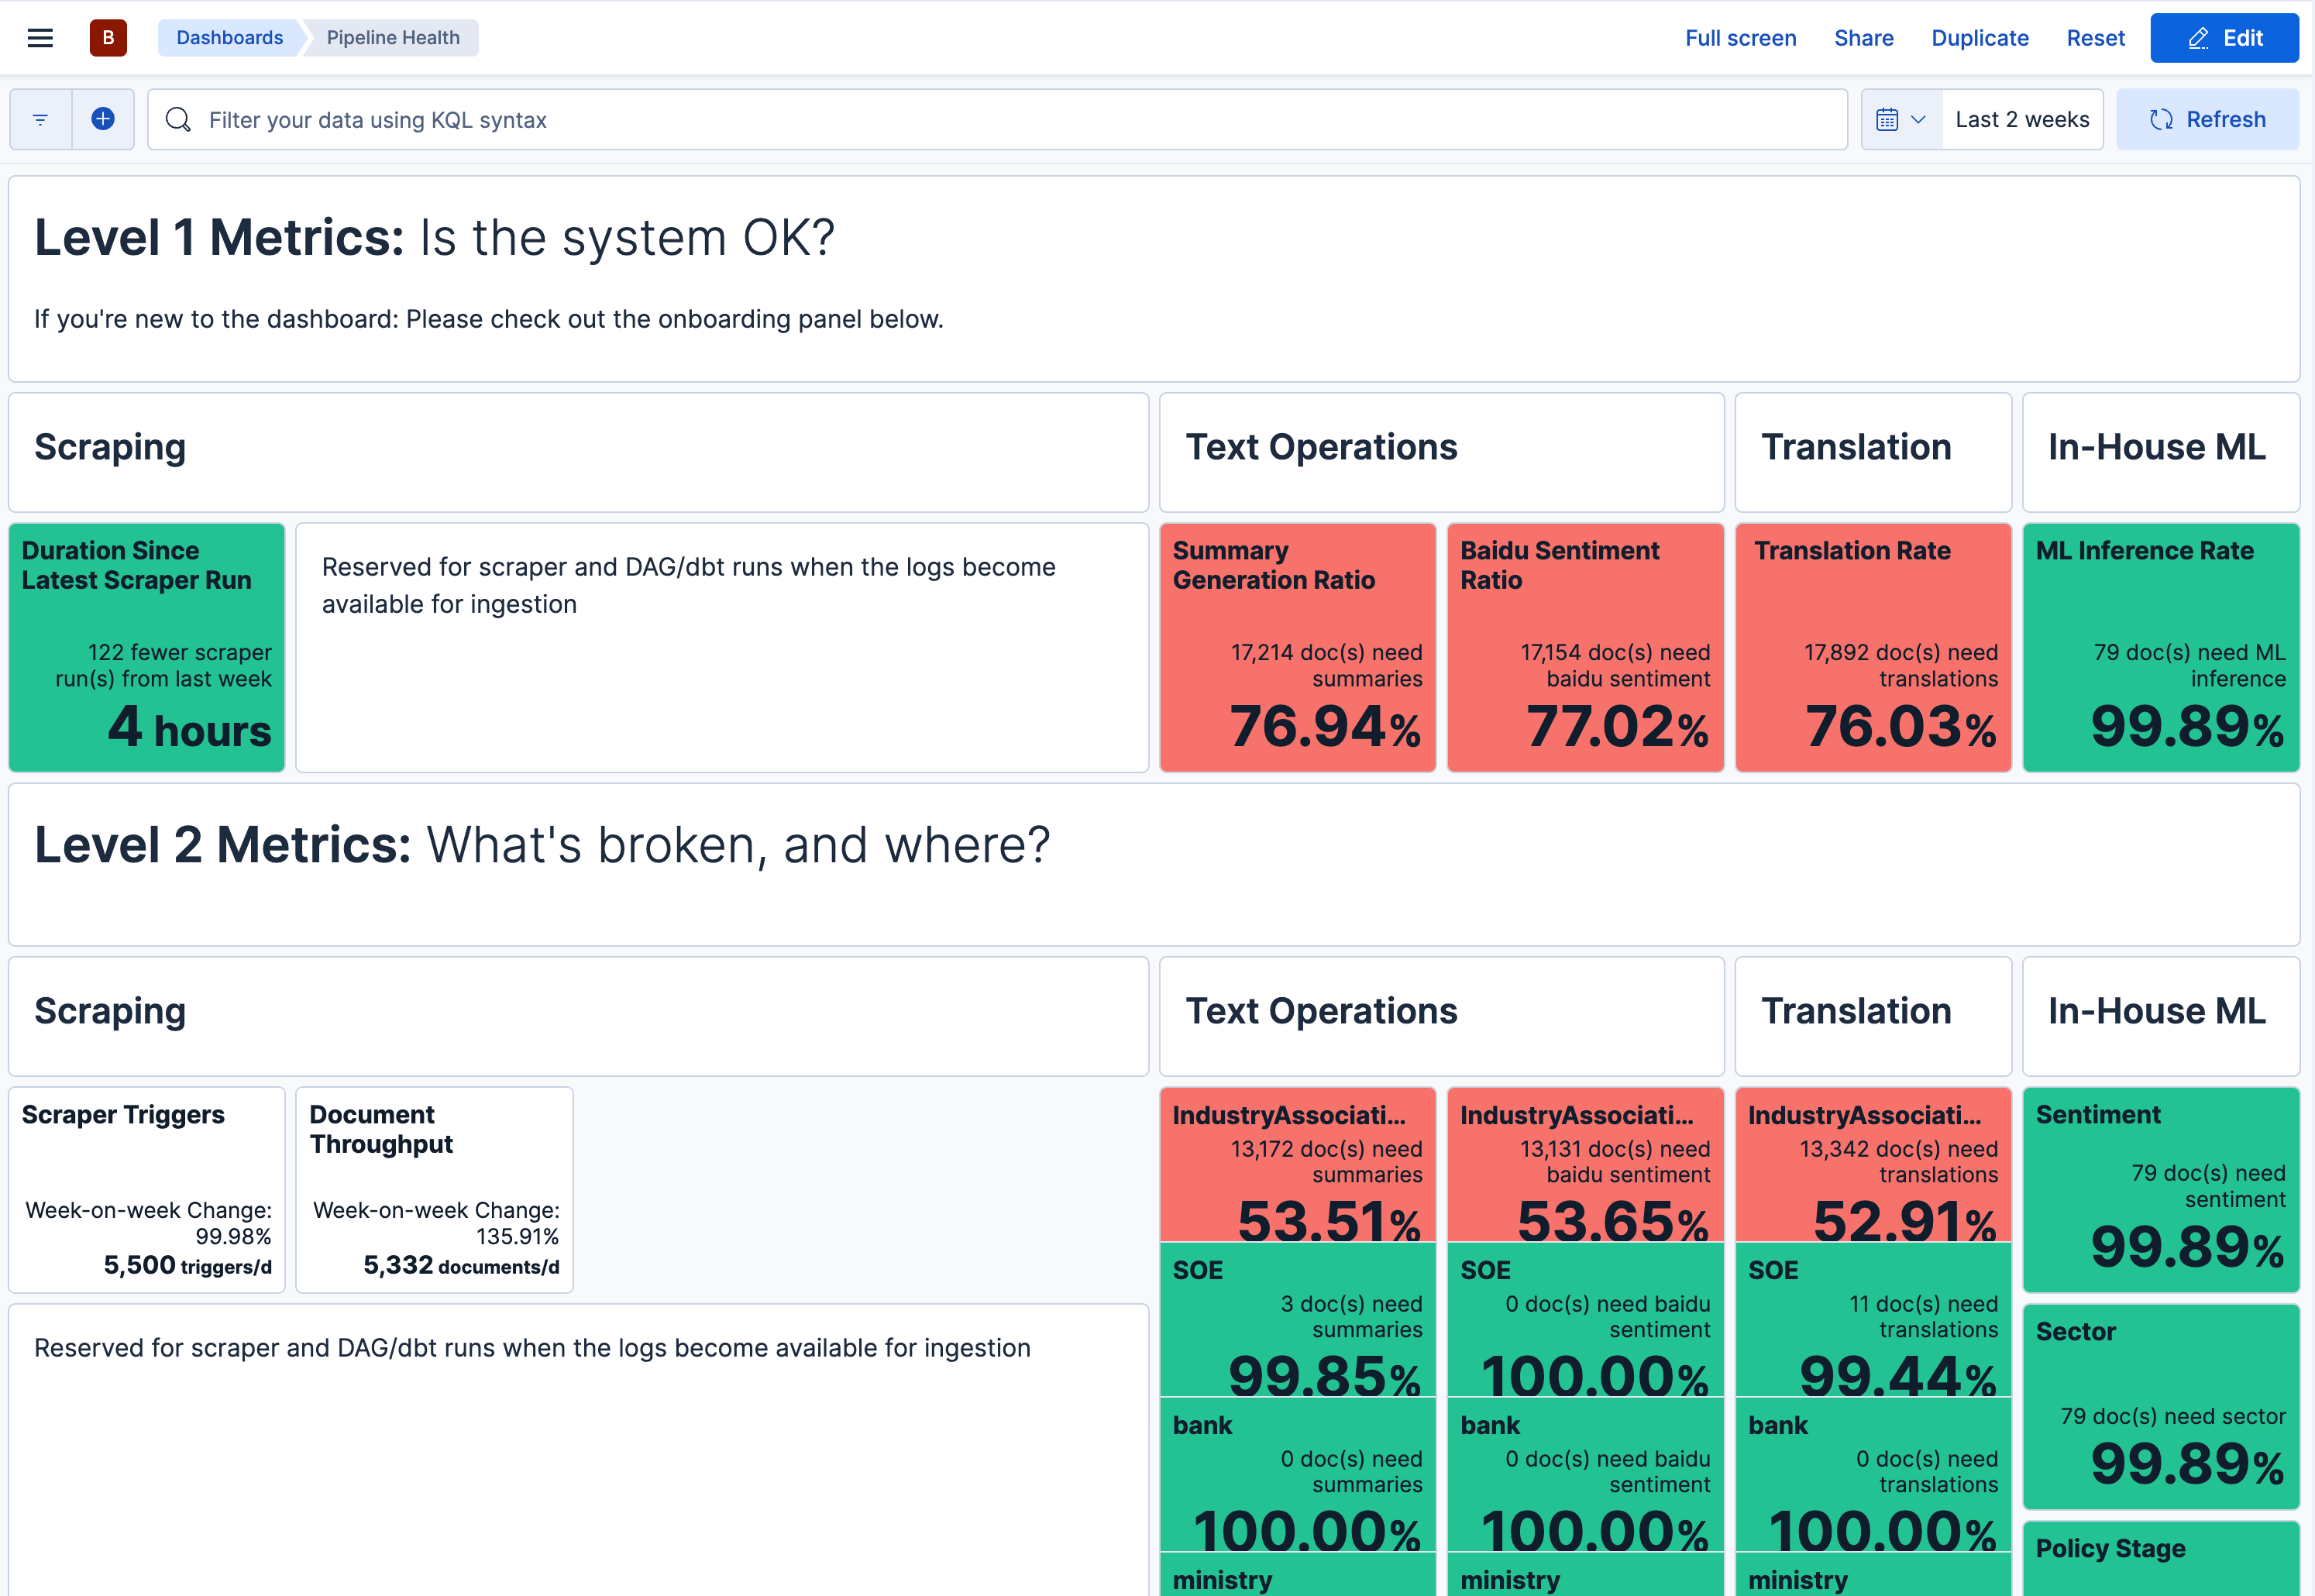 B
Dashboards
Pipeline Health
Full screen
Share
Duplicate
Reset
Edit
Filter your data using KQL syntax
Last 2 weeks
Refresh
Level 1 Metrics: Is the system OK?
If you're new to the dashboard: Please check out the onboarding panel below.
Scraping
Text Operations
Translation
In-House ML
Duration Since
Latest Scraper Run
122 fewer scraper
run(s) from last week
4 hours
Reserved for scraper and DAG/dbt runs when the logs become
available for ingestion
Summary
Generation Ratio
17,214 doc(s) need
summaries
76.94%
Baidu Sentiment
Ratio
17,154 doc(s) need
baidu sentiment
77.02%
Translation Rate
17,892 doc(s) need
translations
76.03%
ML Inference Rate
79 doc(s) need ML
inference
99.89%
Level 2 Metrics: What's broken, and where?
Scraping
Text Operations
Translation
In-House ML
Scraper Triggers
Week-on-week Change:
99.98%
5,500 triggers/d
Document
Throughput
Week-on-week Change:
135.91%
5,332 documents/d
Reserved for scraper and DAG/dbt runs when the logs become available for ingestion
IndustryAssociati...
13,172 doc(s) need
summaries
53.51%
SOE
3 doc(s) need
summaries
99.85%
bank
0 doc(s) need
summaries
100.00%
ministry
IndustryAssociati...
13,131 doc(s) need
baidu sentiment
53.65%
SOE
0 doc(s) need baidu
sentiment
100.00%
bank
0 doc(s) need baidu
sentiment
100.00%
ministry
IndustryAssociati...
13,342 doc(s) need
translations
52.91%
SOE
11 doc(s) need
translations
99.44%
bank
0 doc(s) need
translations
100.00%
ministry
Sentiment
79 doc(s) need
sentiment
99.89%
Sector
79 doc(s) need sector
99.89%
Policy Stage